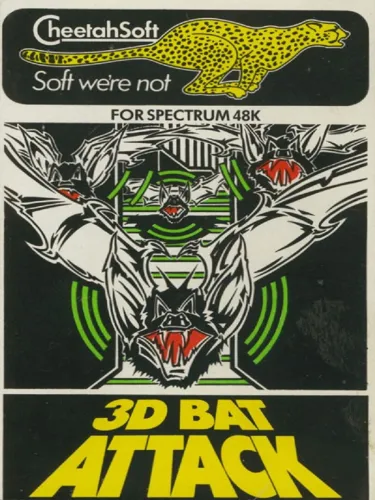 CheetahSoft
Soft we're not
FOR SPECTRUM 48K
3D BAT
ATTACK